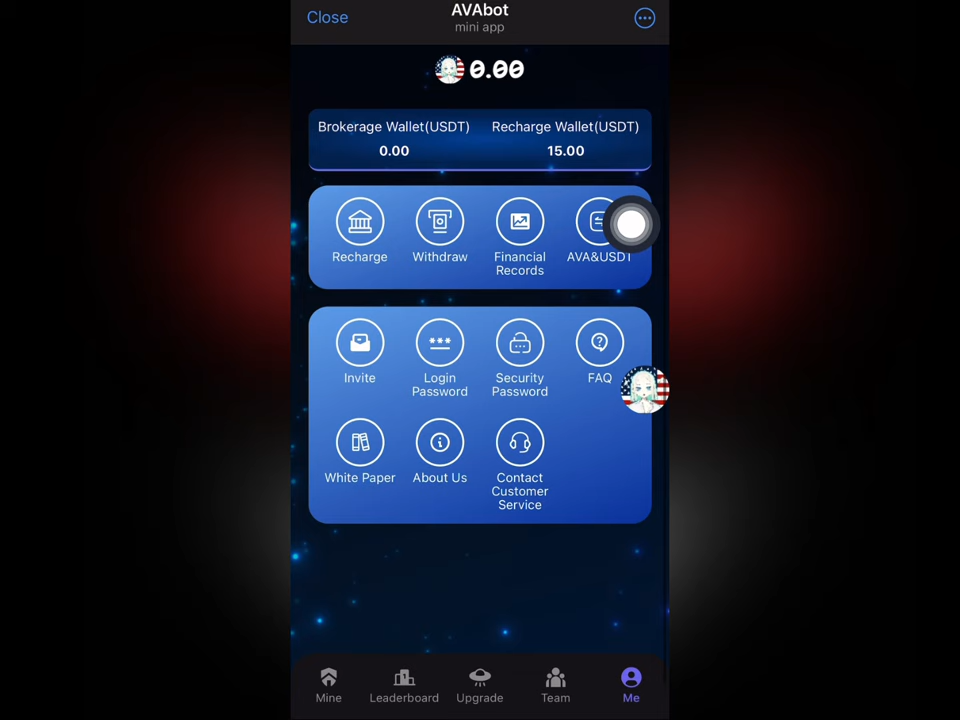 Close
AVAbot
mini app
0.00
Brokerage Wallet(USDT) Recharge Wallet(USDT)
0.00 15.00
Recharge Withdraw Financial Records AVA&USDT
Invite Login Password Security Password FAQ
White Paper About Us Contact Customer Service
Mine Leaderboard Upgrade Team Me